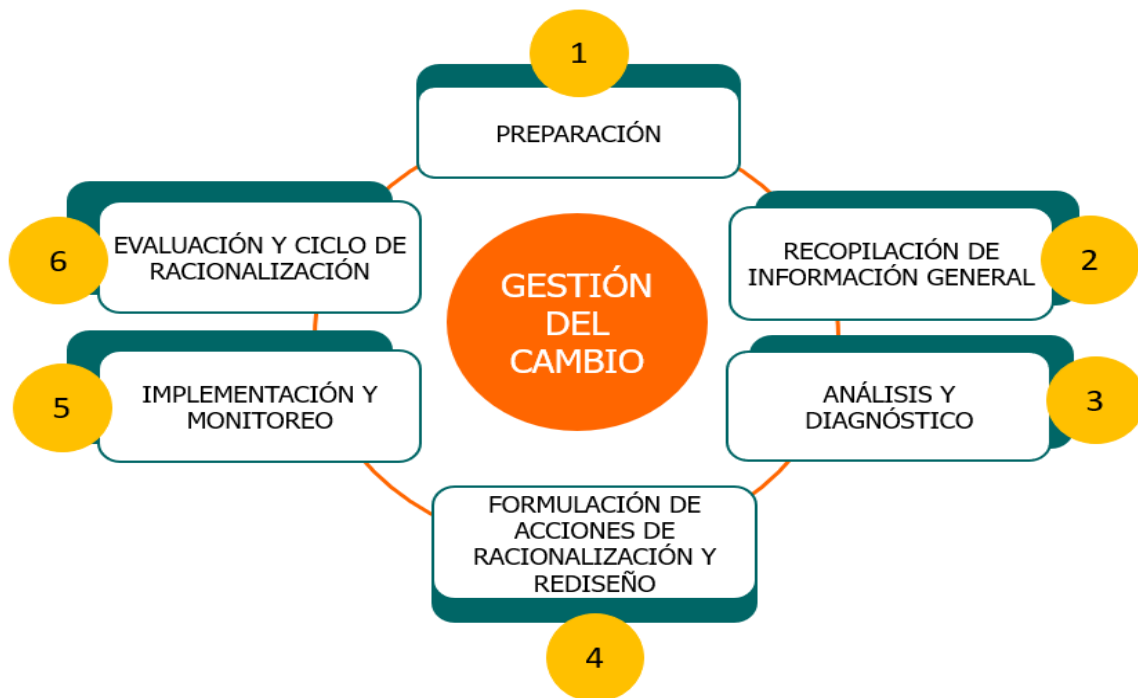 1
PREPARACIÓN
2
RECOPILACIÓN DE
INFORMACIÓN GENERAL
3
ANÁLISIS Y
DIAGNÓSTICO
4
FORMULACIÓN DE
ACCIONES DE
RACIONALIZACIÓN Y
REDISEÑO
5
IMPLEMENTACIÓN Y
MONITOREO
6
EVALUACIÓN Y CICLO DE
RACIONALIZACIÓN
GESTIÓN
DEL
CAMBIO